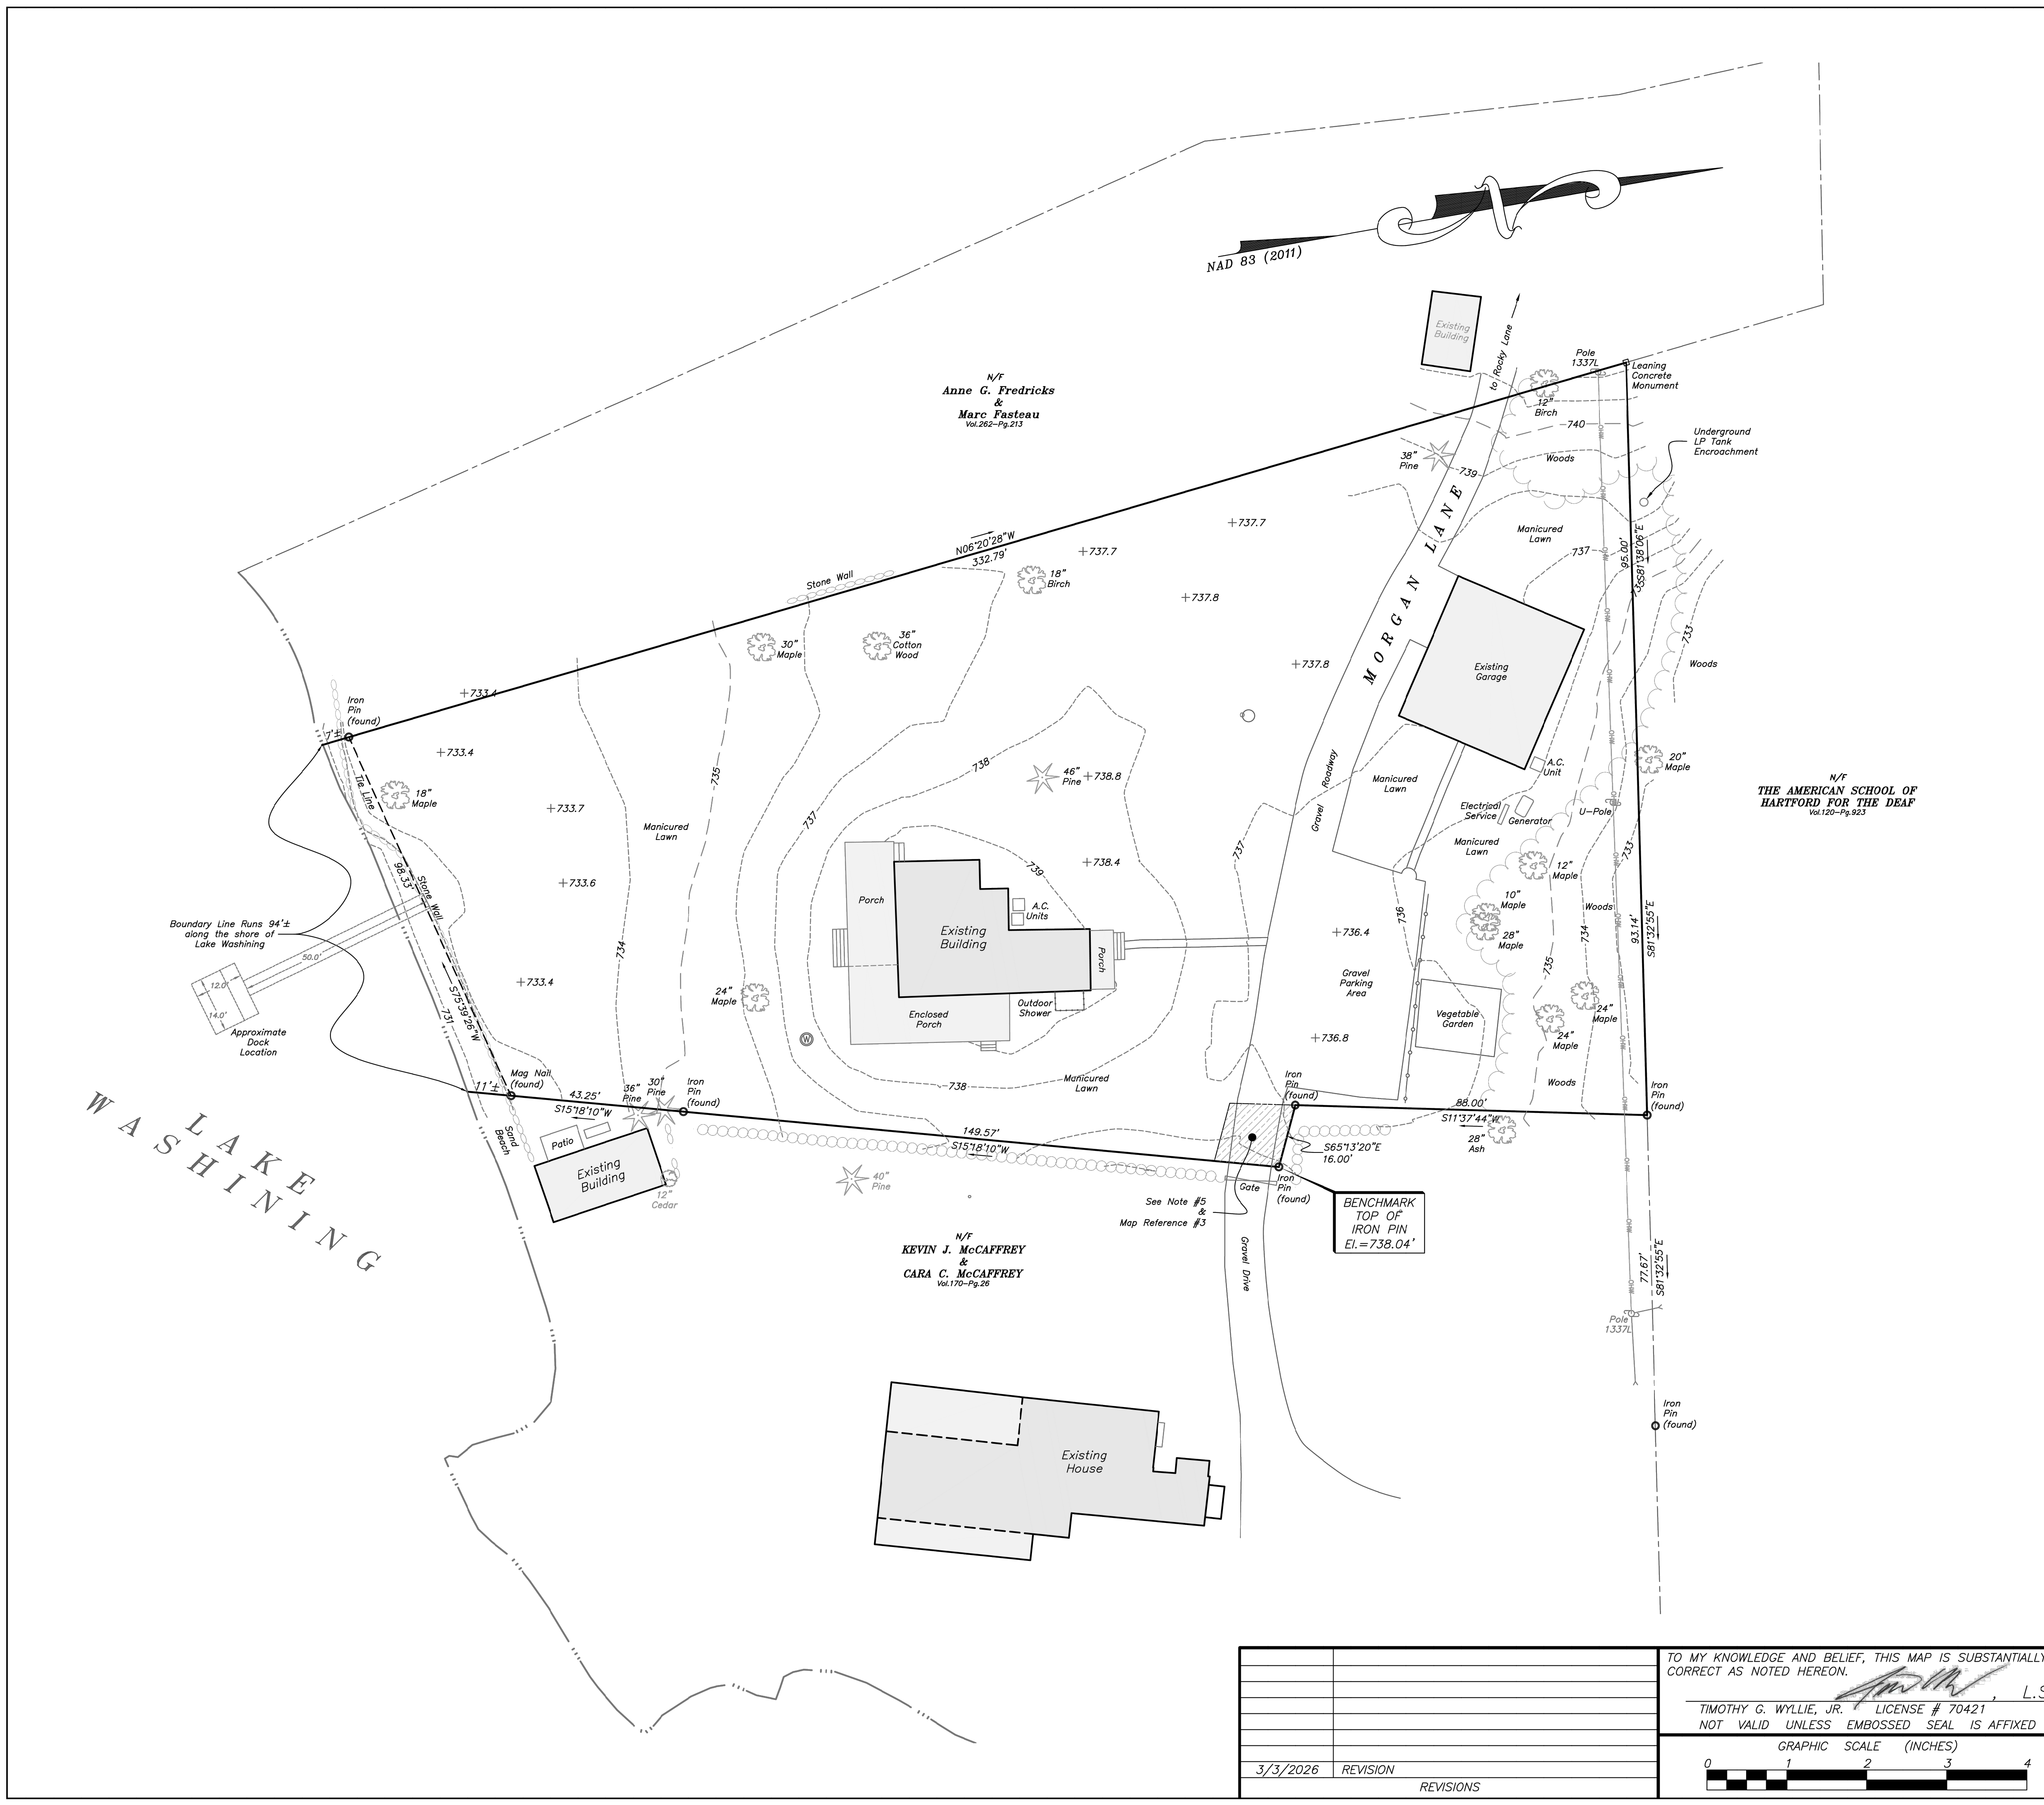 NAD 83 (2011)
N
Existing
Building
to Rocky Lane
Pole
1337L
Leaning
Concrete
Monument
N/F
Anne G. Fredricks
&
Marc Fasteau
Vol.262-Pg.213
12"
Birch
740
Underground
LP Tank
Encroachment
38"
Pine
739
Woods
MORGAN LANE
737.7
Manicured
Lawn
N06°20'28"W
332.79'
737.7
737
95.00'
S81°38'06"E
735
Stone Wall
18"
Birch
737.8
733
30"
Maple
36"
Cotton
Wood
737.8
Existing
Garage
Woods
733.4
Iron
Pin
(found)
7'±
733.4
735
738
46"
Pine
738.8
Gravel Roadway
Manicured
Lawn
A.C.
Unit
20"
Maple
Tie Line
18"
Maple
733.7
Manicured
Lawn
737
Electrical
Service
Generator
U-Pole
N/F
THE AMERICAN SCHOOL OF
HARTFORD FOR THE DEAF
Vol.120-Pg.923
98.33'
Stone Wall
733.6
738.4
739
737
Manicured
Lawn
733
12"
Maple
Porch
A.C.
Units
Existing
Building
Porch
736
10"
Maple
28"
Maple
Woods
734
93.14'
S81°32'55"E
Boundary Line Runs 94'±
along the shore of
Lake Washining
50.0'
12.0'
14.0'
Approximate
Dock
Location
734
736.4
735
733.4
24"
Maple
Gravel
Parking
Area
24"
Maple
S75°39'26"W
731
Enclosed
Porch
Outdoor
Shower
Vegetable
Garden
24"
Maple
W
736.8
11'±
Mag Nail
(found)
43.25'
S15°18'10"W
36"
Pine
30"
Pine
Iron
Pin
(found)
738
Manicured
Lawn
Iron
Pin
Woods
Iron
Pin
(found)
88.00'
S11°37'44"W
28"
Ash
Sand
Beach
Patio
Existing
Building
149.57'
S15°18'10"W
S65°13'20"E
16.00'
12"
Cedar
40"
Pine
Gate
Iron
Pin
(found)
See Note #5
&
Map Reference #3
BENCHMARK
TOP OF
IRON PIN
El.=738.04'
LAKE
WASHINING
N/F
KEVIN J. McCAFFREY
&
CARA C. McCAFFREY
Vol.170-Pg.26
Gravel Drive
77.67'
S81°32'55"E
Pole
1337L
Iron
Pin
(found)
Existing
House
OHW
3/3/2026 REVISION
REVISIONS
TO MY KNOWLEDGE AND BELIEF, THIS MAP IS SUBSTANTIALLY
CORRECT AS NOTED HEREON.
, L.S
TIMOTHY G. WYLLIE, JR. LICENSE # 70421
NOT VALID UNLESS EMBOSSED SEAL IS AFFIXED
GRAPHIC SCALE (INCHES)
0 1 2 3 4